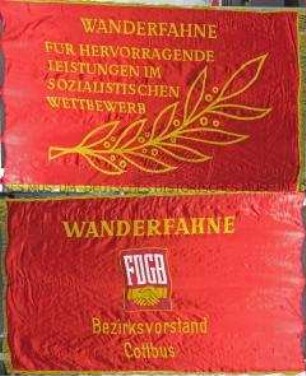 WANDERFAHNE
FÜR HERVORRAGENDE
LEISTUNGEN IM
SOZIALISTISCHEN
WETTBEWERB
WANDERFAHNE
FDGB
Bezirksvorstand
Cottbus